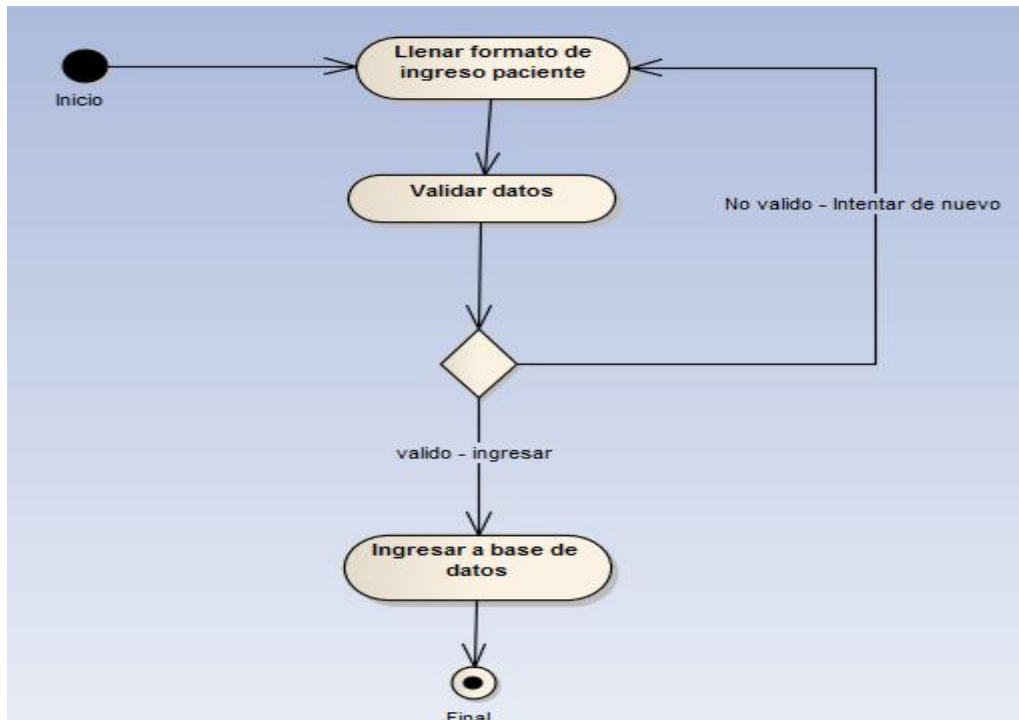 Llenar formato de
ingreso paciente
Inicio
Validar datos
No valido - Intentar de nuevo
valido - ingresar
Ingresar a base de
datos
Final